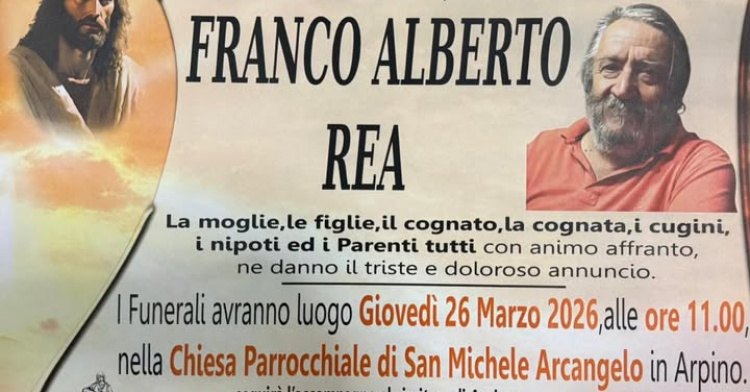 FRANCO ALBERTO
REA
La moglie,le figlie,il cognato,la cognata,i cugini,
i nipoti ed i Parenti tutti con animo affranto,
ne danno il triste e doloroso annuncio.
I Funerali avranno luogo Giovedì 26 Marzo 2026,alle ore 11.00,
nella Chiesa Parrocchiale di San Michele Arcangelo in Arpino.